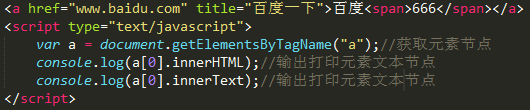 <a href="www.baidu.com" title="百度一下">百度<span>666</span></a>
<script type="text/javascript">
var a = document.getElementsByTagName("a");//获取元素节点
console.log(a[0].innerHTML);//输出打印元素文本节点
console.log(a[0].innerText);//输出打印元素文本节点
</script>